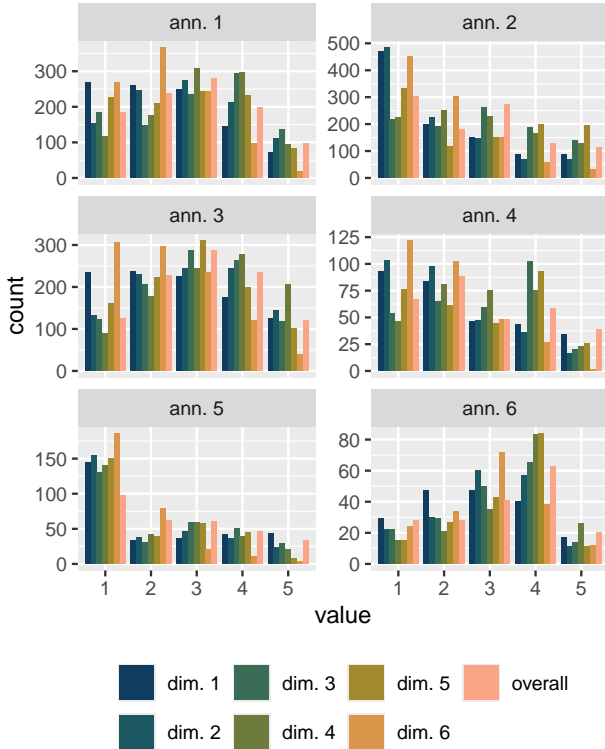 ann. 1
ann. 2
300
200
100
0
500
400
300
200
100
0
ann. 3
ann. 4
300
200
100
0
125
100
75
50
25
0
ann. 5
ann. 6
150
100
50
0
80
60
40
20
0
1 2 3 4 5
1 2 3 4 5
count
value
dim. 1 dim. 3 dim. 5 overall
dim. 2 dim. 4 dim. 6